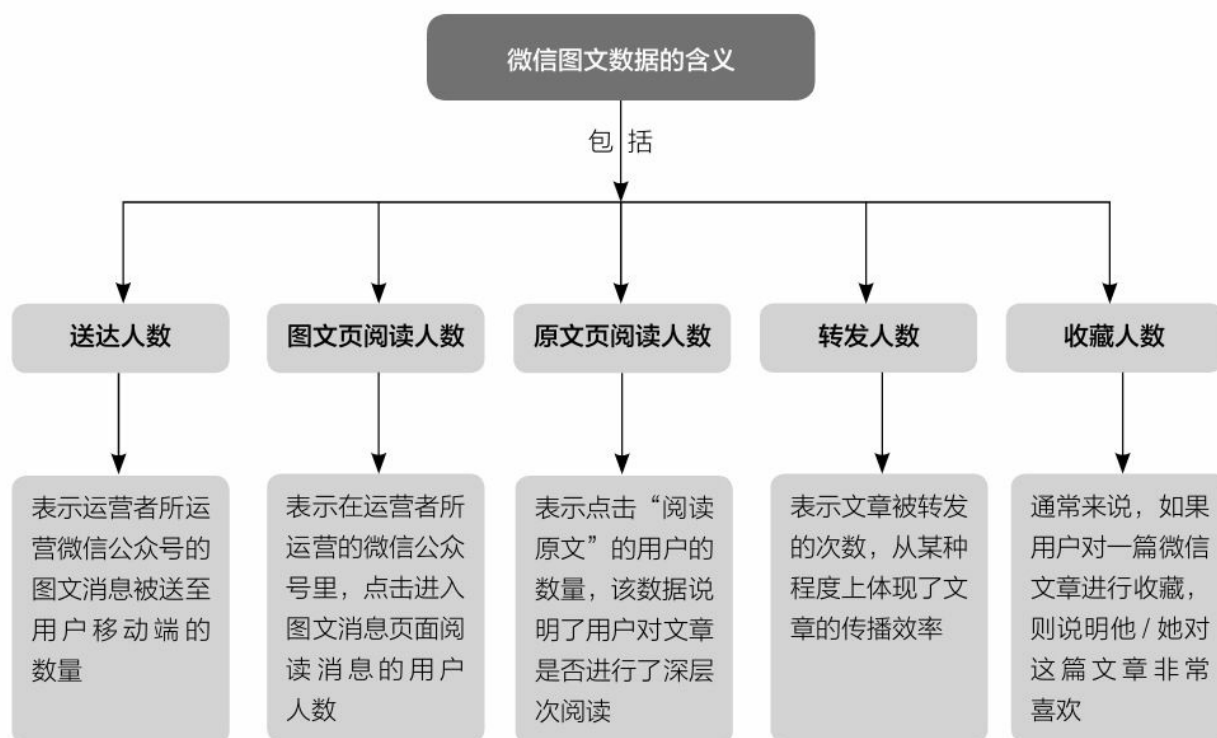 微信图文数据的含义
包括
送达人数
图文页阅读人数
原文页阅读人数
转发人数
收藏人数
表示运营者所运
营微信公众号的
图文消息被送至
用户移动端的
数量
表示在运营者所
运营的微信公众
号里，点击进入
图文消息页面阅
读消息的用户
人数
表示点击“阅读
原文”的用户的
数量，该数据说
明了用户对文章
是否进行了深层
次阅读
表示文章被转发
的次数，从某种
程度上体现了文
章的传播效率
通常来说，如果
用户对一篇微信
文章进行收藏，
则说明他/她对
这篇文章非常
喜欢